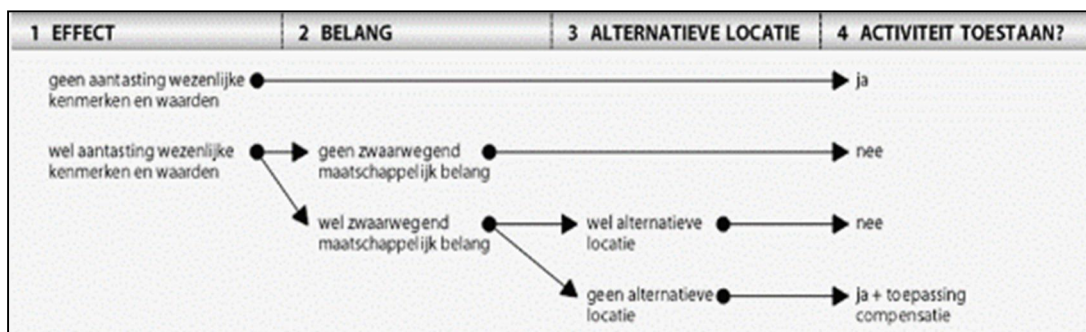 1 EFFECT 2 BELANG 3 ALTERNATIEVE LOCATIE 4 ACTIVITEIT TOESTAAN?
geen aantasting wezenlijke
kenmerken en waarden
ja
wel aantasting wezenlijke
kenmerken en waarden
geen zwaarwegend
maatschappelijk belang
nee
wel zwaarwegend
maatschappelijk belang
wel alternatieve
locatie
nee
geen alternatieve
locatie
ja + toepassing
compensatie